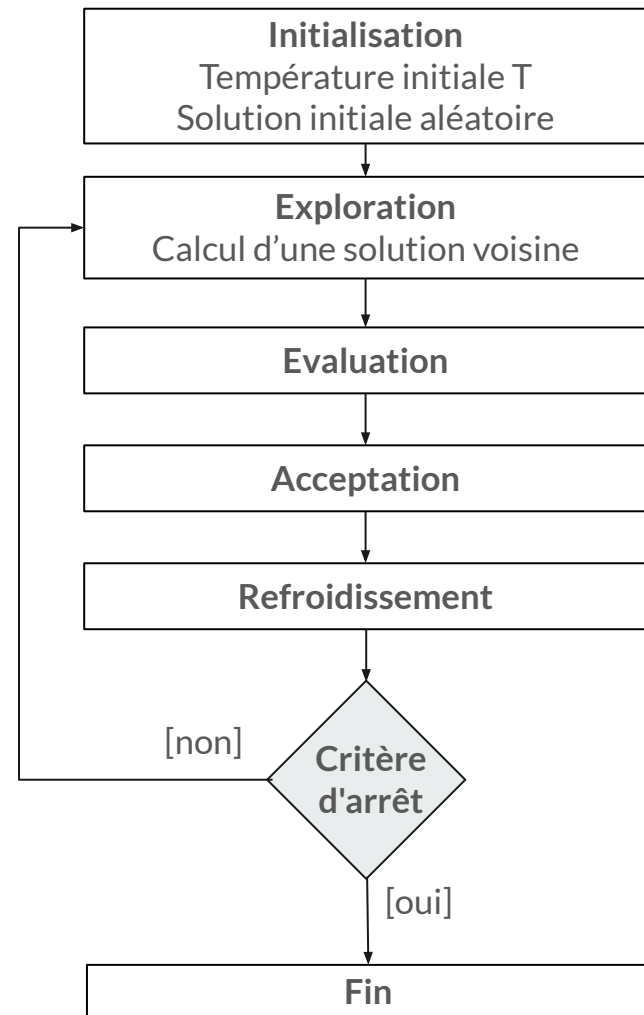 Initialisation
Température initiale T
Solution initiale aléatoire
Exploration
Calcul d’une solution voisine
Evaluation
Acceptation
Refroidissement
[non]
Critère
d'arrêt
[oui]
Fin